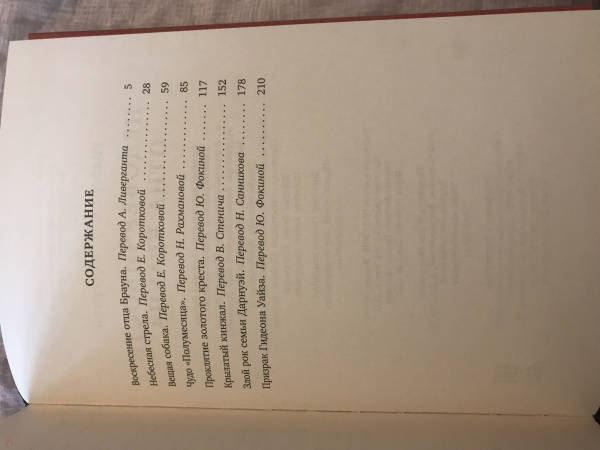 СОДЕРЖАНИЕ
Воскресение отца Брауна. Перевод А. Ливерганта ........ 5
Небесная стрела. Перевод Е. Коротковой ............ 28
Вещая собака. Перевод Е. Коротковой ............... 59
Чудо «Полумесяца». Перевод Н. Рахмановой .......... 85
Проклятие золотого креста. Перевод Ю. Фокиной ..... 117
Крылатый кинжал. Перевод В. Стенича ............... 152
Злой рок семьи Дарнуэй. Перевод Н. Санникова ...... 178
Призрак Гидеона Уайза. Перевод Ю. Фокиной .......... 210